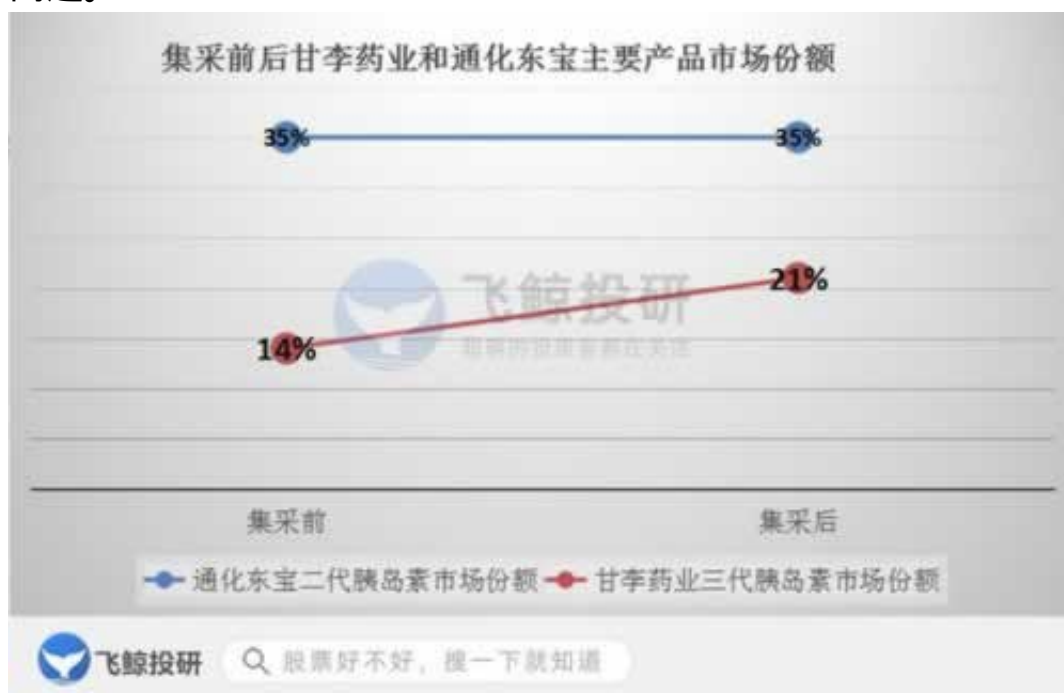 集采前后甘李药业和通化东宝主要产品市场份额
35%
35%
飞鲸投研
21%
14%
集采前
集采后
通化东宝二代胰岛素市场份额
甘李药业三代胰岛素市场份额
飞鲸投研
股票好不好，搜一下就知道